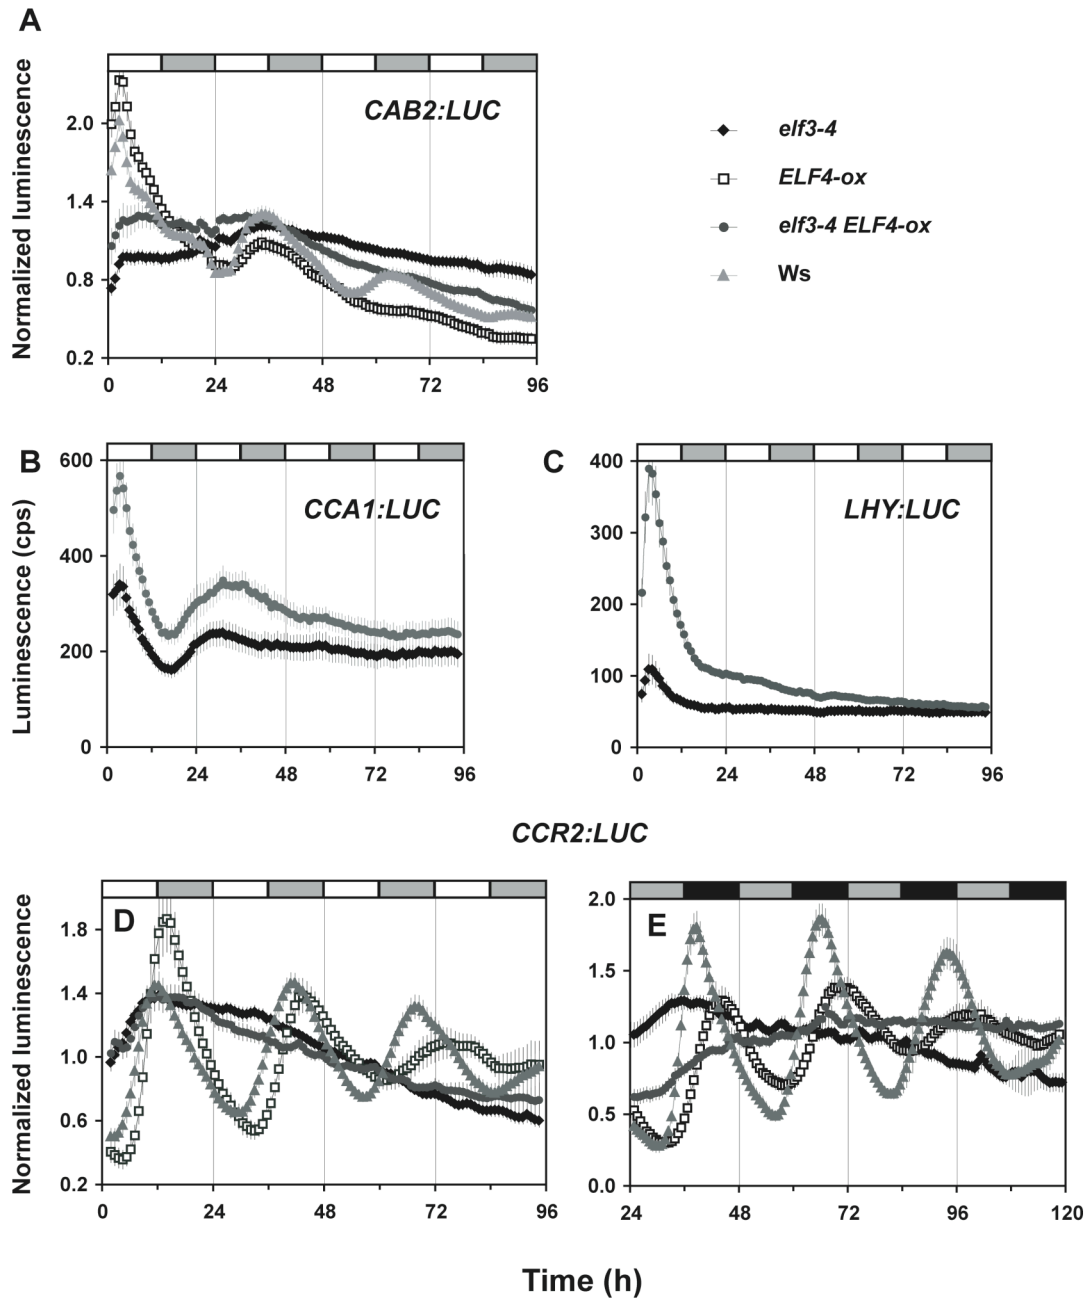 A
CAB2:LUC
Normalized luminescence
2.0
1.4
0.8
0.2
0 24 48 72 96
elf3-4
ELF4-ox
elf3-4 ELF4-ox
Ws
B
CCA1:LUC
Luminescence (cps)
600
400
200
0
0 24 48 72 96
C
LHY:LUC
400
300
200
100
0
0 24 48 72 96
CCR2:LUC
D
Normalized luminescence
1.8
1.4
1.0
0.6
0.2
0 24 48 72 96
E
2.0
1.5
1.0
0.5
0.0
24 48 72 96 120
Time (h)